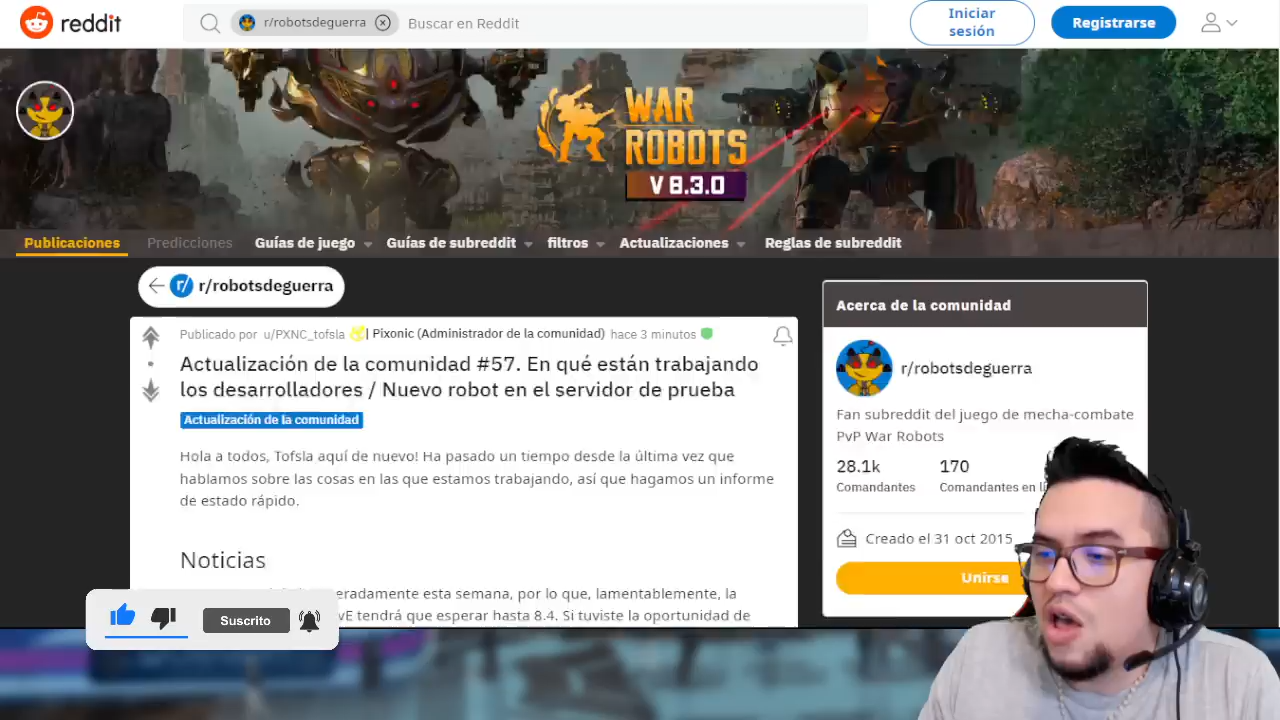 reddit
r/robotsdeguerra
Buscar en Reddit
Iniciar sesión
Registrarse
WAR ROBOTS
V 8.3.0
Publicaciones Predicciones Guías de juego Guías de subreddit filtros Actualizaciones Reglas de subreddit
r/ r/robotsdeguerra
Publicado por u/PXNC_tofsla | Pixonic (Administrador de la comunidad) hace 3 minutos
Actualización de la comunidad #57. En qué están trabajando
los desarrolladores / Nuevo robot en el servidor de prueba
Actualización de la comunidad
Hola a todos, Tofsla aquí de nuevo! Ha pasado un tiempo desde la última vez que
hablamos sobre las cosas en las que estamos trabajando, así que hagamos un informe
de estado rápido.
Noticias
esta semana, por lo que, lamentablemente, la
tendrá que esperar hasta 8.4. Si tuviste la oportunidad de
Suscrito
Acerca de la comunidad
r/robotsdeguerra
Fan subreddit del juego de mecha-combate
PvP War Robots
28.1k 170
Comandantes Comandantes en
Creado el 31 oct 2015
Unirse